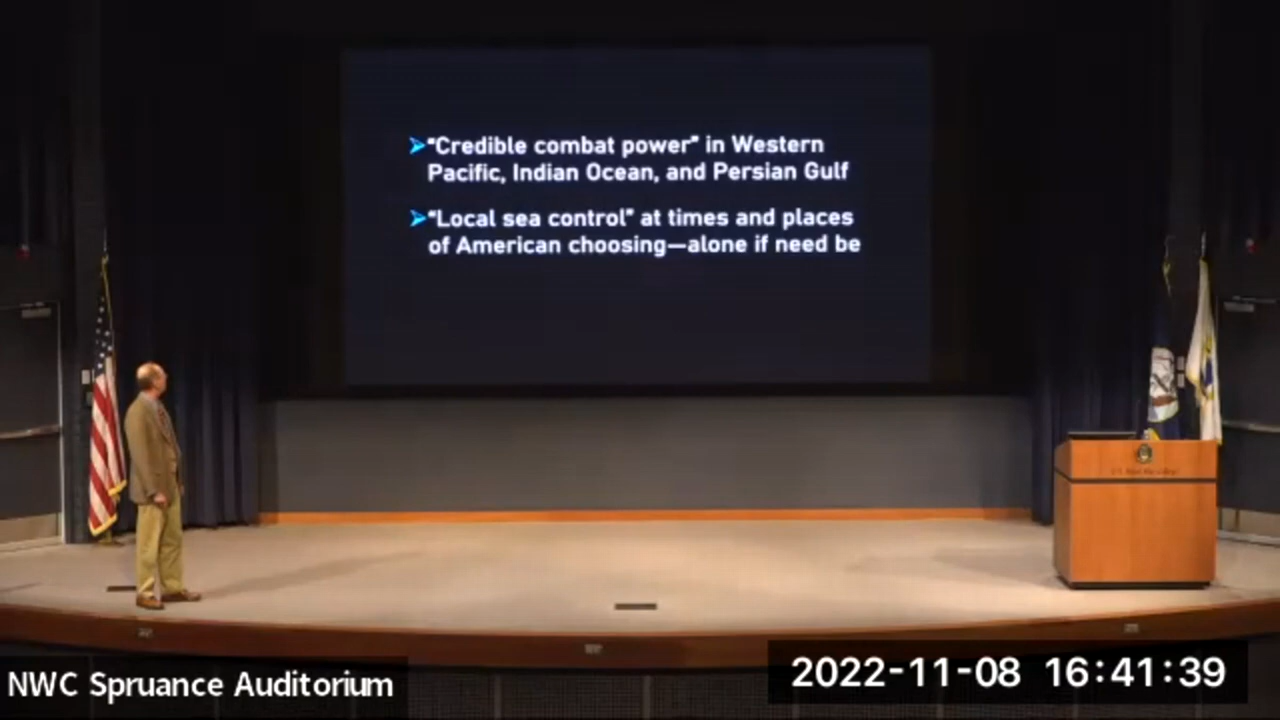 ➢"Credible combat power" in Western
Pacific, Indian Ocean, and Persian Gulf
➢"Local sea control" at times and places
of American choosing—alone if need be
NWC Spruance Auditorium
2022-11-08 16:41:39